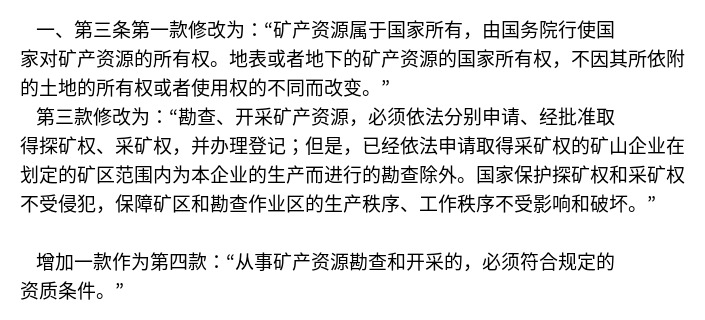 一、第三条第一款修改为：“矿产资源属于国家所有，由国务院行使国
家对矿产资源的所有权。地表或者地下的矿产资源的国家所有权，不因其所依附
的土地的所有权或者使用权的不同而改变。”
第三款修改为：“勘查、开采矿产资源，必须依法分别申请、经批准取
得探矿权、采矿权，并办理登记；但是，已经依法申请取得采矿权的矿山企业在
划定的矿区范围内为本企业的生产而进行的勘查除外。国家保护探矿权和采矿权
不受侵犯，保障矿区和勘查作业区的生产秩序、工作秩序不受影响和破坏。”
增加一款作为第四款：“从事矿产资源勘查和开采的，必须符合规定的
资质条件。”